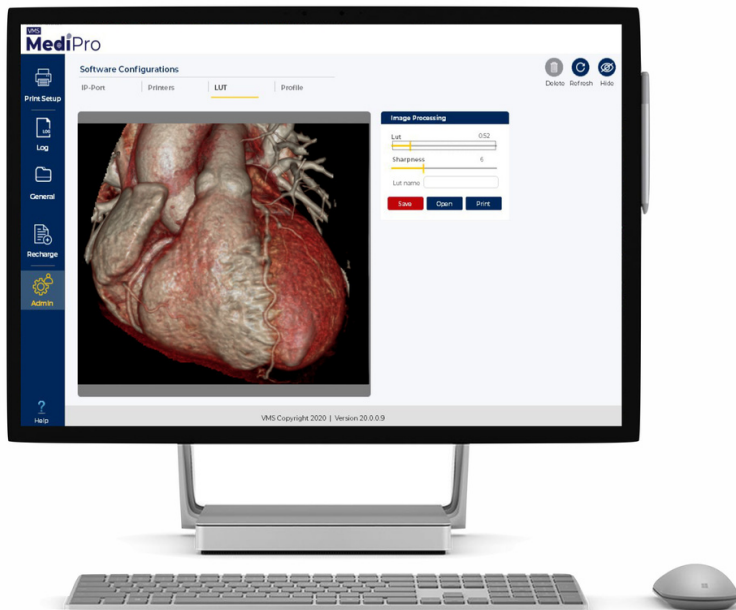 VMS
MediPro
Software Configurations
Delete Refresh Hide
IP-Port Printers LUT Profile
Print Setup
LOG
Log
General
Recharge
Admin
?
Help
Image Processing
Lut 0.52
Sharpness 6
Lut name
Save Open Print
VMS Copyright 2020 | Version 20.0.0.9